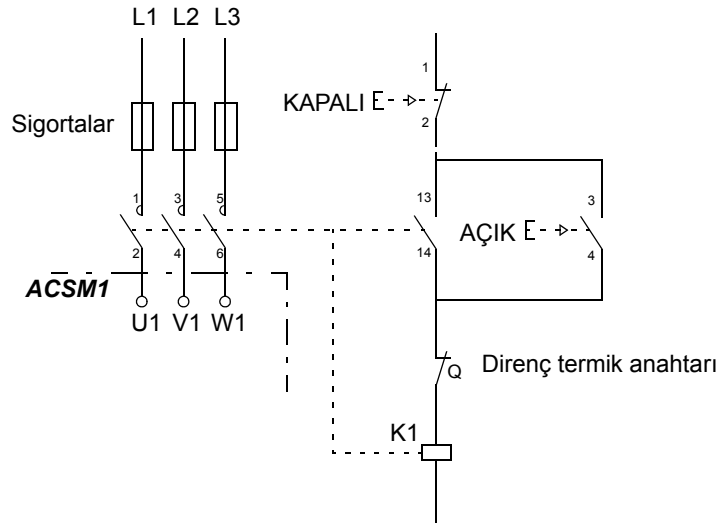 L1 L2 L3
1
KAPALI
2
Sigortalar
1 3 5
13
3
AÇIK
2 4 6
14
4
ACSM1
U1 V1 W1
Q
Direnç termik anahtarı
K1